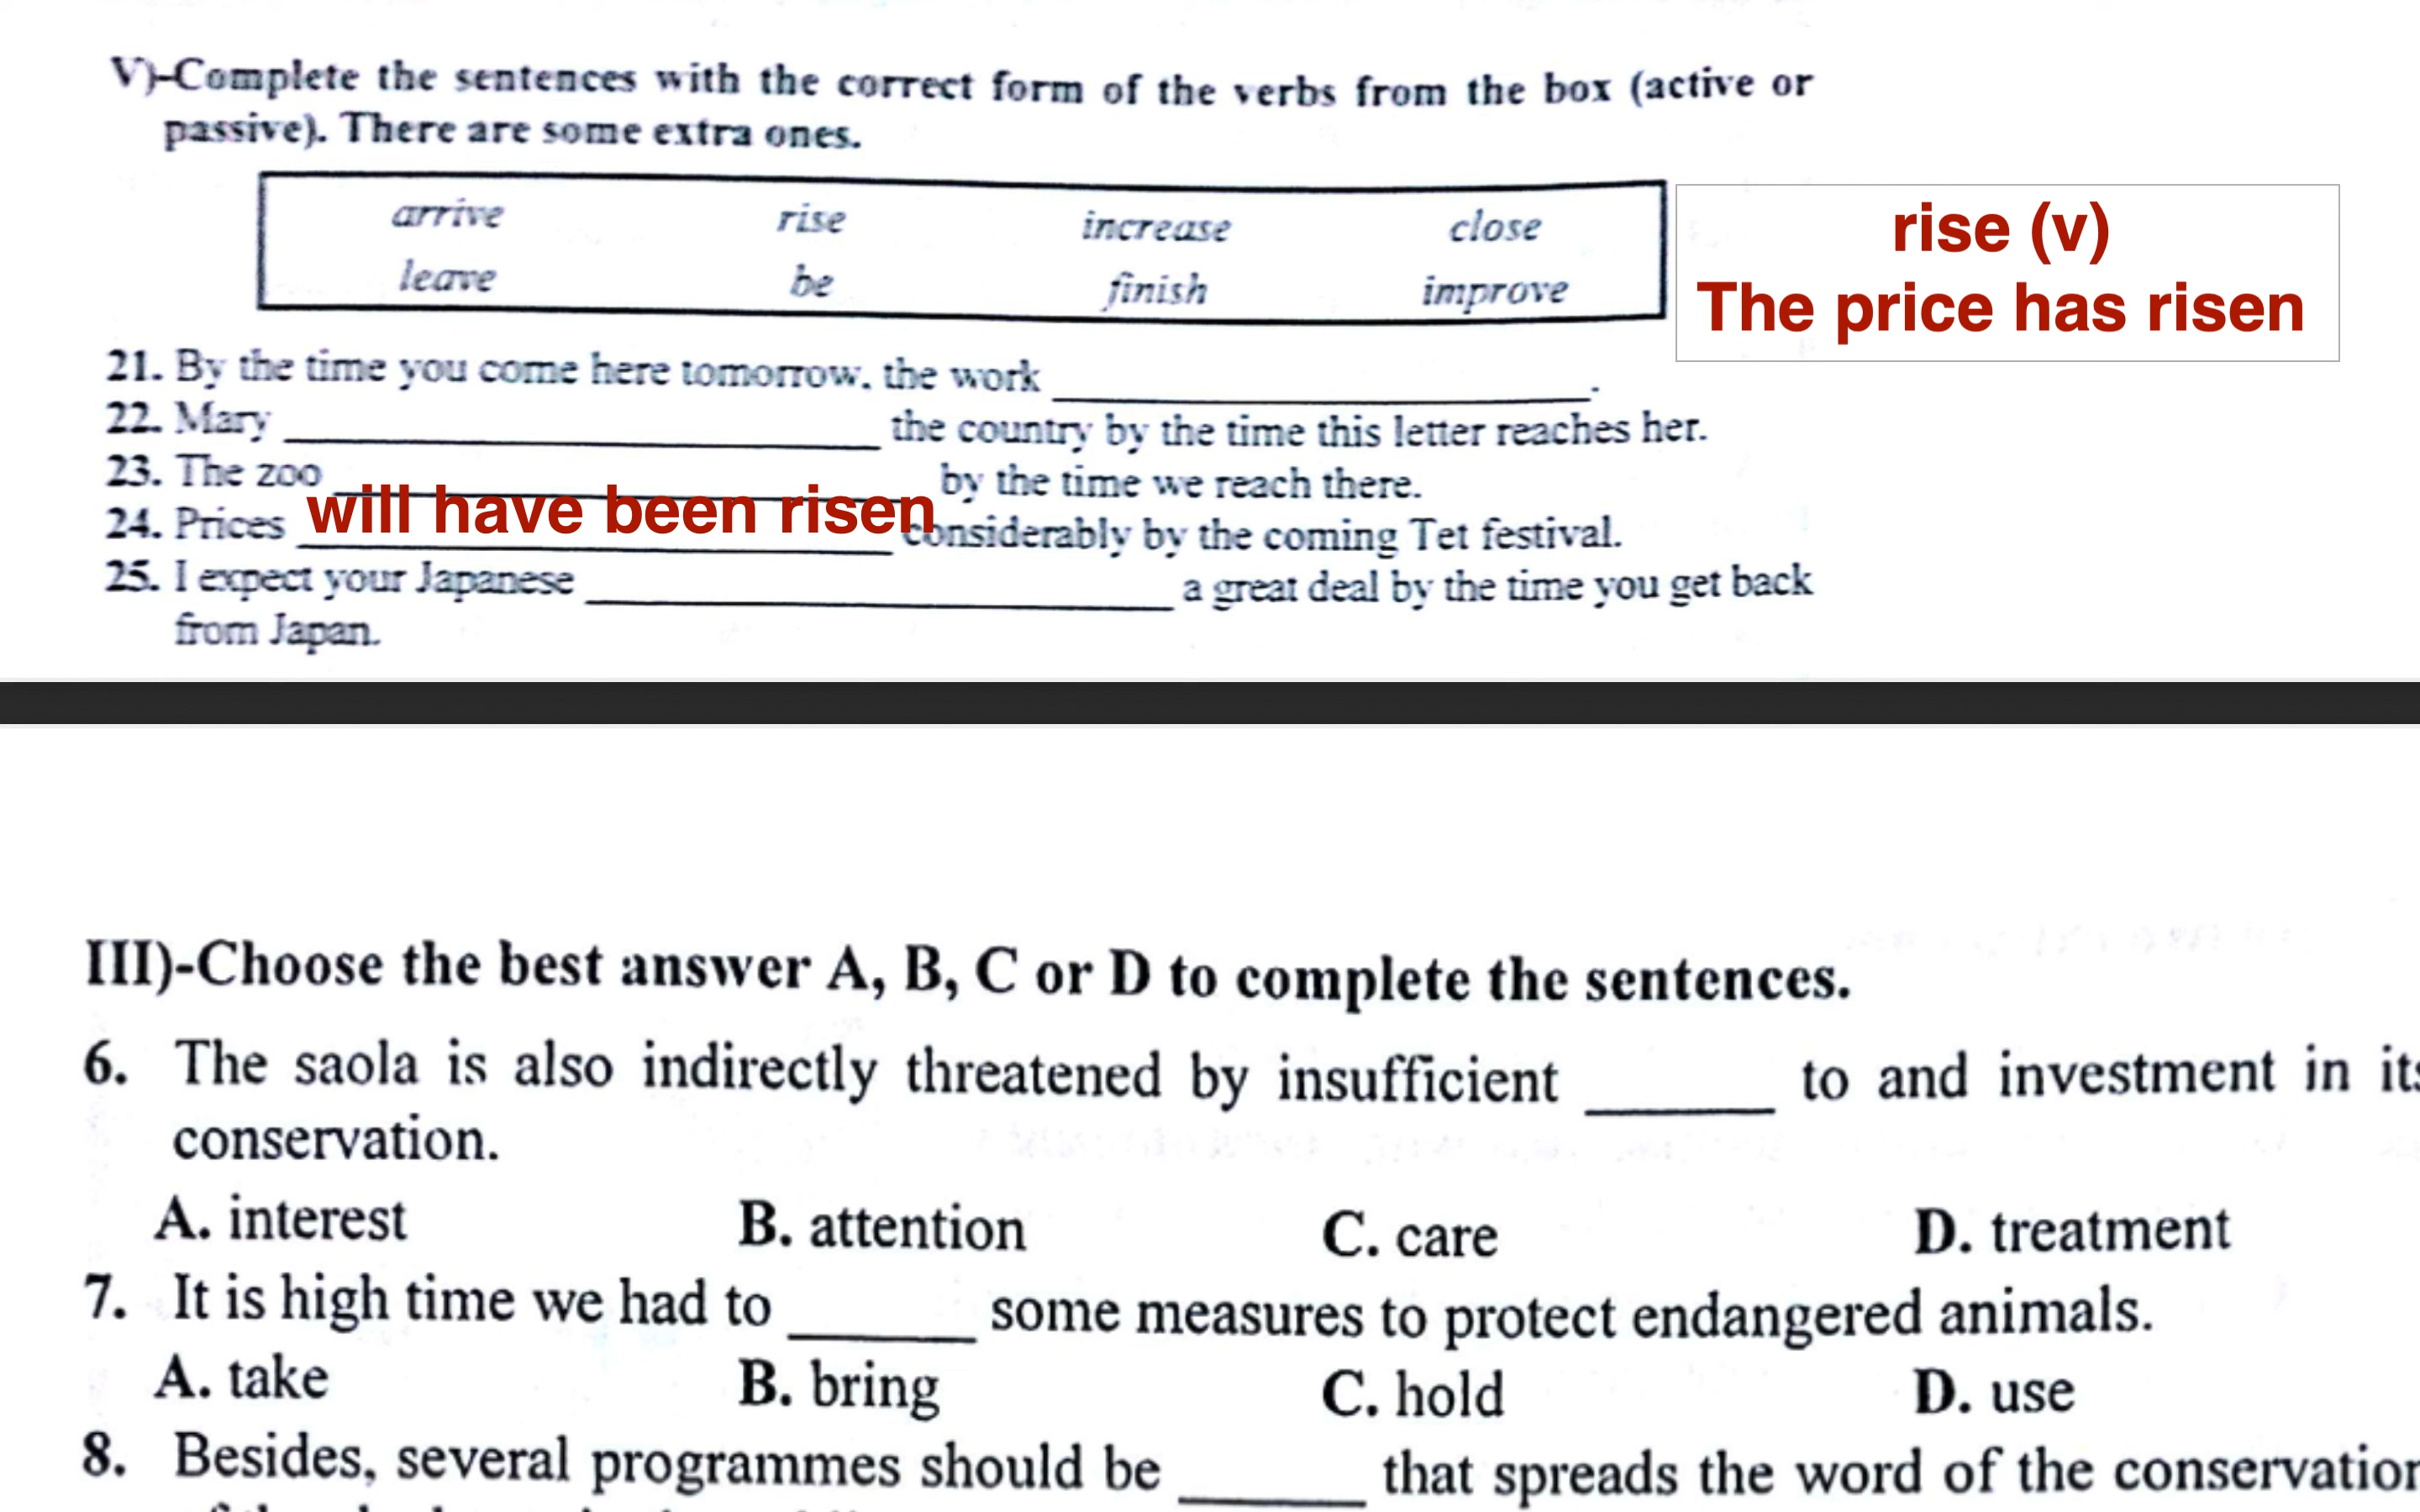 V)-Complete the sentences with the correct form of the verbs from the box (active or
passive). There are some extra ones.
arrive rise increase close
leave be finish improve
rise (v)
The price has risen
21. By the time you come here tomorrow, the work ____________.
22. Mary ____________ the country by the time this letter reaches her.
23. The zoo ____________ by the time we reach there.
24. Prices will have been risen considerably by the coming Tet festival.
25. I expect your Japanese ____________ a great deal by the time you get back
from Japan.
III)-Choose the best answer A, B, C or D to complete the sentences.
6. The saola is also indirectly threatened by insufficient ______ to and investment in its
conservation.
A. interest B. attention C. care D. treatment
7. It is high time we had to ______ some measures to protect endangered animals.
A. take B. bring C. hold D. use
8. Besides, several programmes should be ______ that spreads the word of the conservation